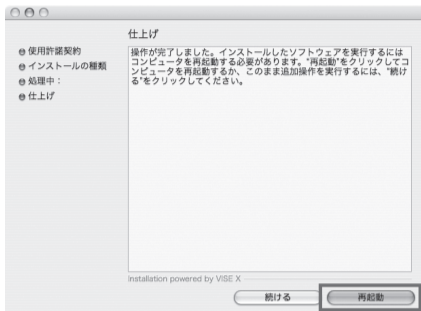 仕上げ
使用許諾契約
インストールの種類
処理中：
仕上げ
操作が完了しました。インストールしたソフトウェアを実行するには
コンピュータを再起動する必要があります。"再起動"をクリックしてコ
ンピュータを再起動するか、このまま追加操作を実行するには、"続け
る"をクリックしてください。
Installation powered by VISE X
続ける
再起動